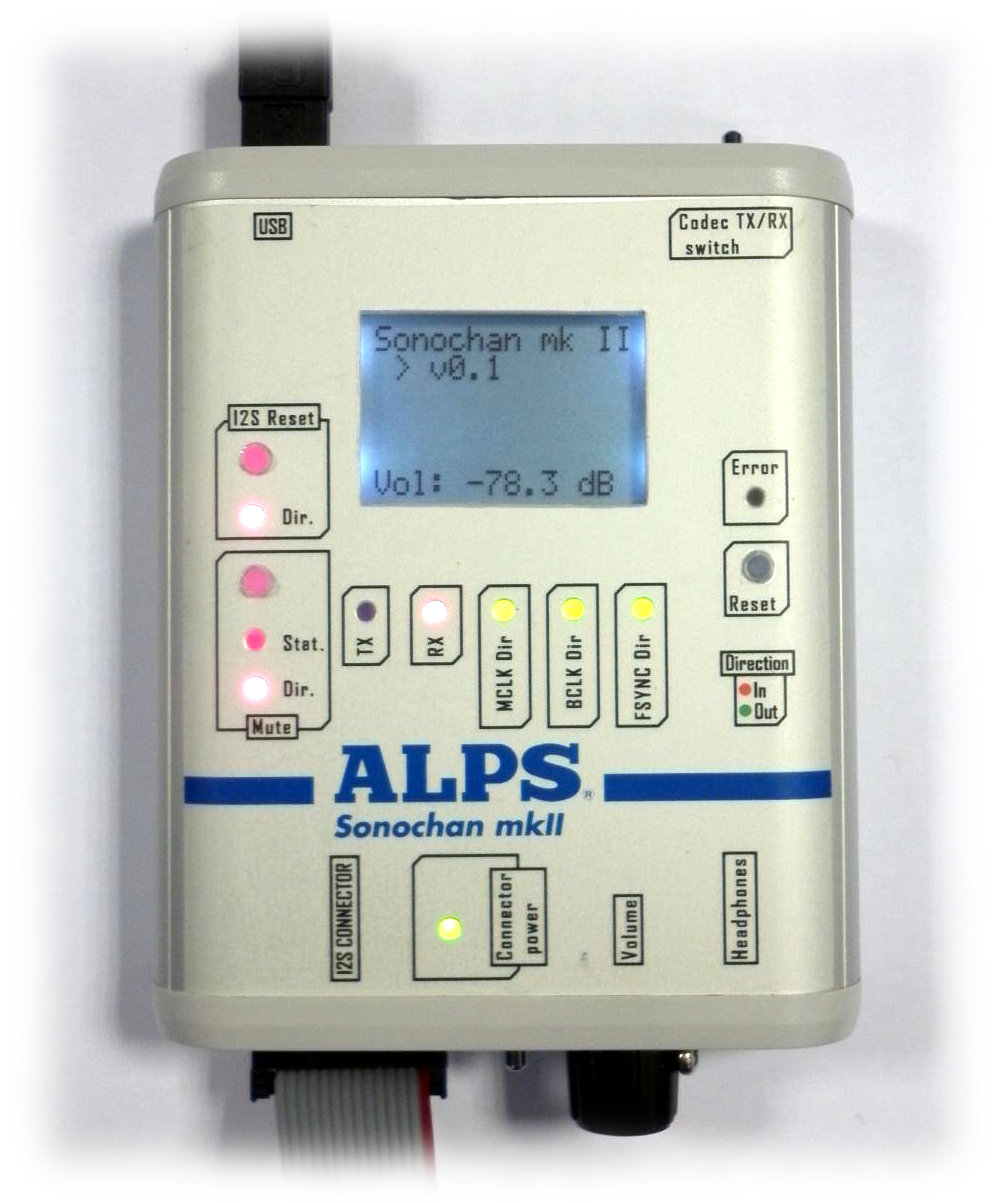 USB
Codec TX/RX
switch
Sonochan mk II
> v0.1
Vol: -78.3 dB
I2S Reset
Dir.
Stat.
Dir.
Mute
TX
RX
MCLK Dir
BCLK Dir
FSYNC Dir
Error
Reset
Direction
In
Out
ALPS®
Sonochan mkII
I2S CONNECTOR
Connector
power
Volume
Headphones